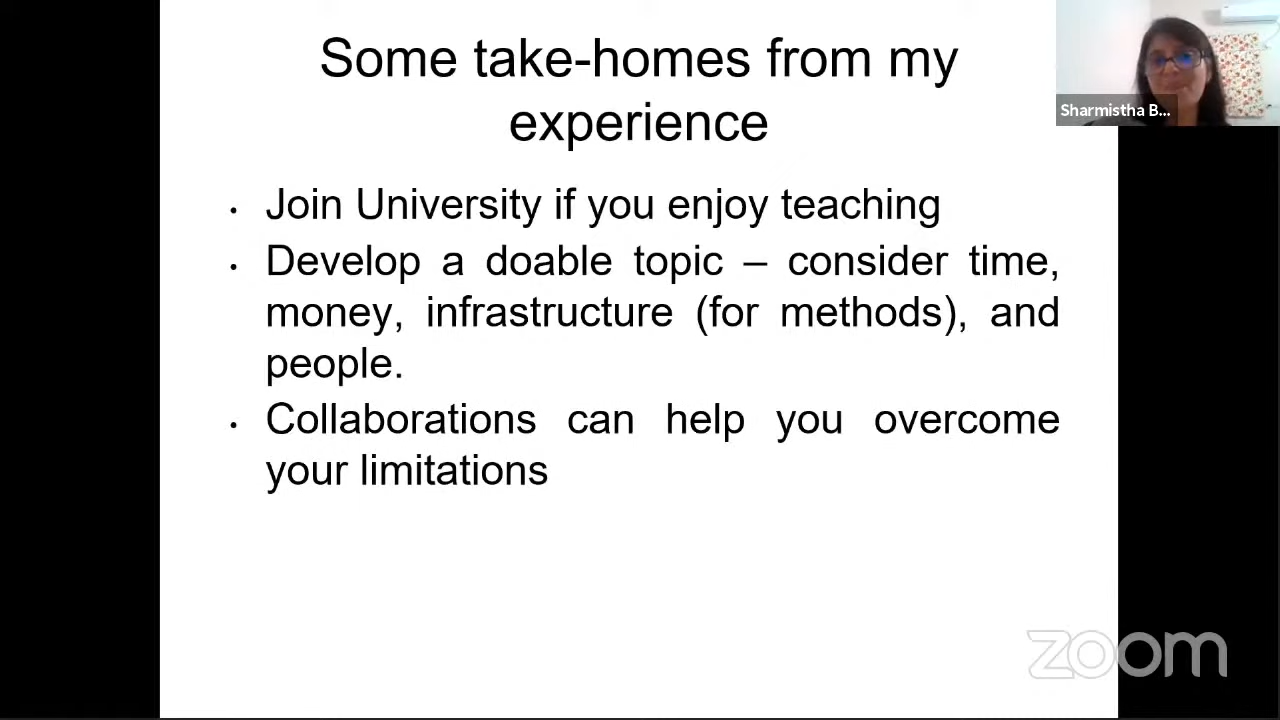 Some take-homes from my
experience
Sharmistha B...
• Join University if you enjoy teaching
• Develop a doable topic – consider time,
money, infrastructure (for methods), and
people.
• Collaborations can help you overcome
your limitations
zoom